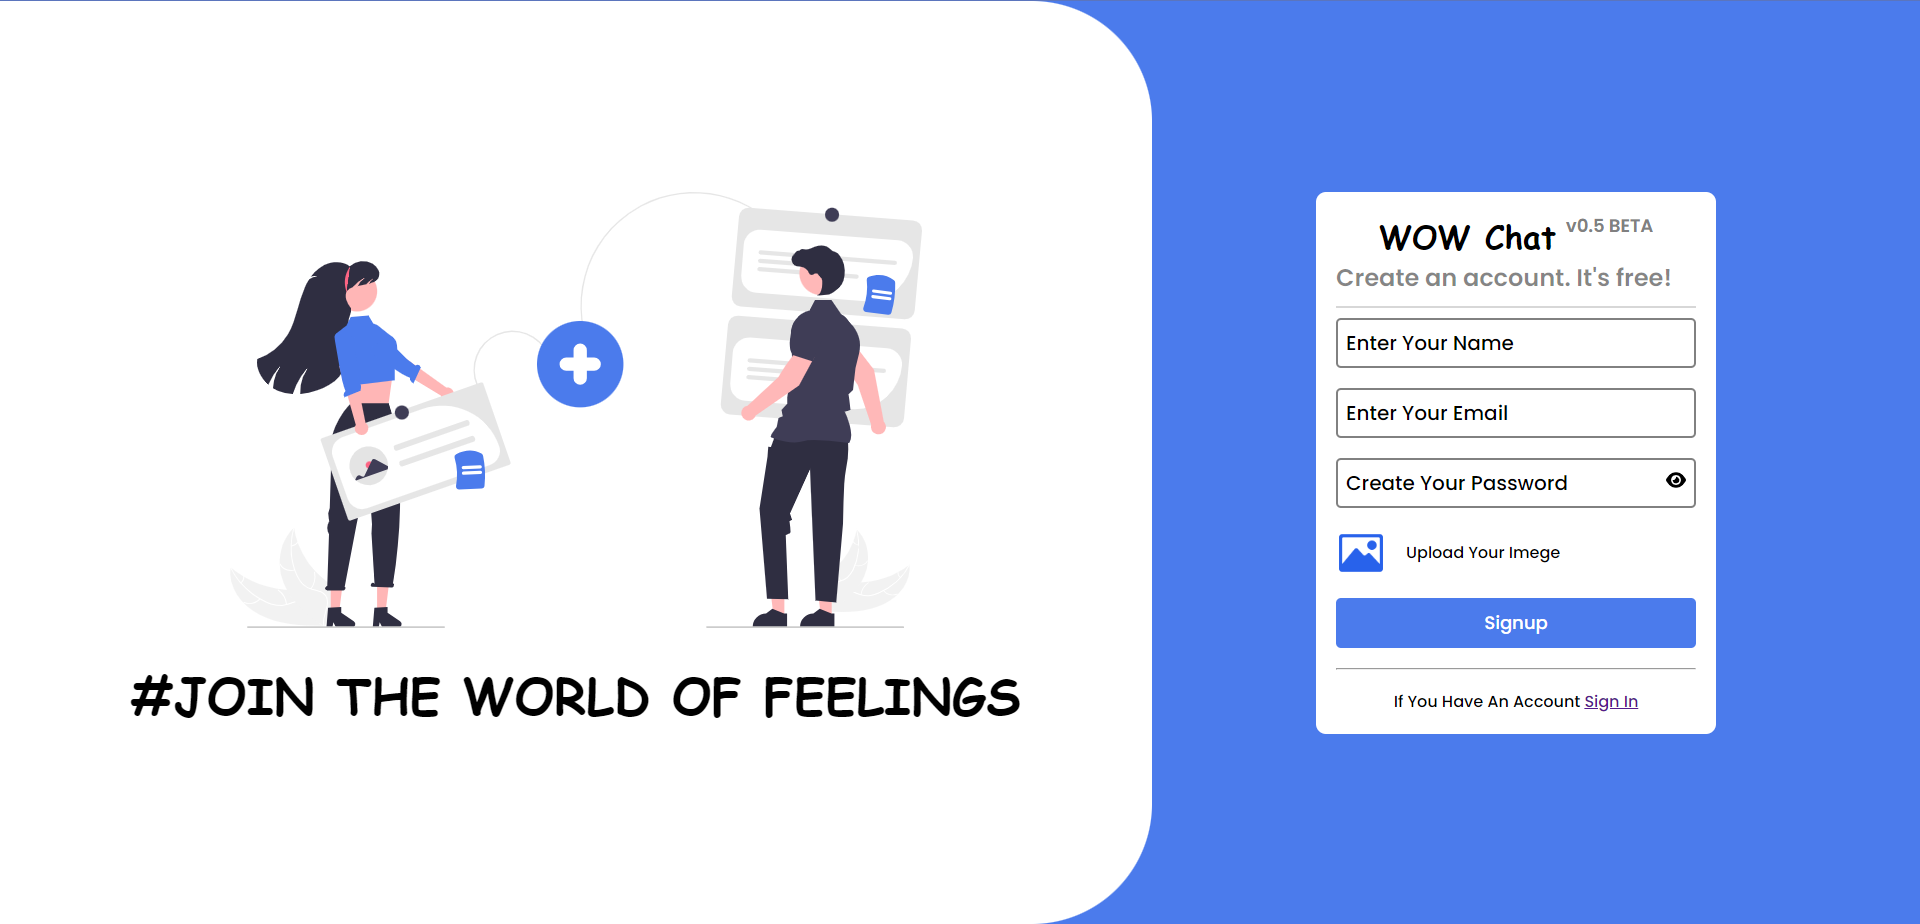 #JOIN THE WORLD OF FEELINGS
WOW Chat v0.5 BETA
Create an account. It's free!
Enter Your Name
Enter Your Email
Create Your Password
Upload Your Imege
Signup
If You Have An Account Sign In